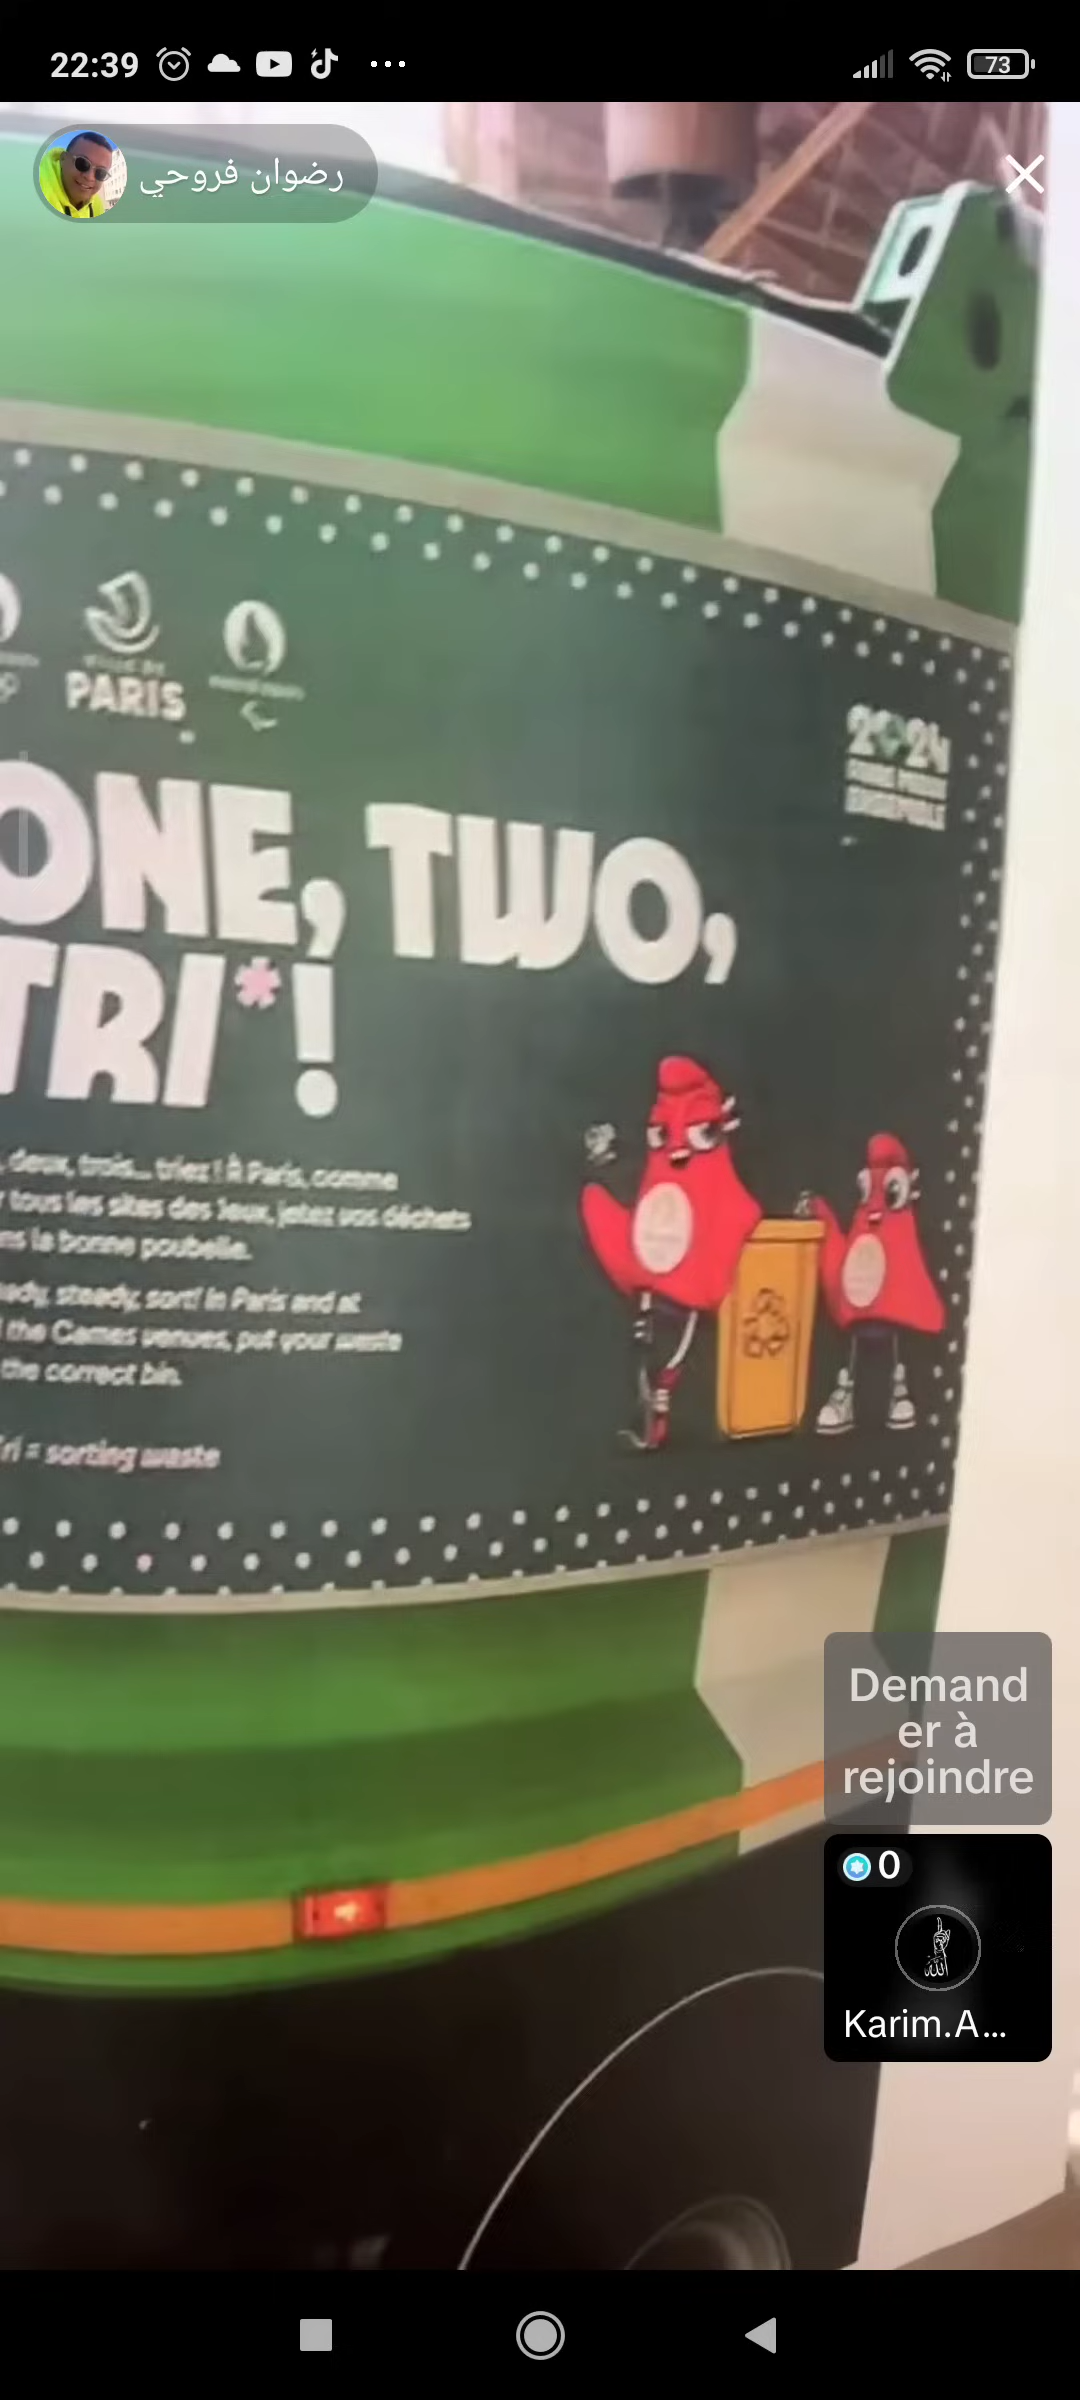 22:39
73
رضوان فروحي
PARIS
2024
ONE, TWO,
TRI*!
, deux, trois... triez ! À Paris, comme
tous les sites des Jeux, jetez vos déchets
la bonne poubelle.
steady, sort! In Paris and at
the Games venues, put your waste
the correct bin.
Tri = sorting waste
Demand
er à
rejoindre
0
Karim.A...